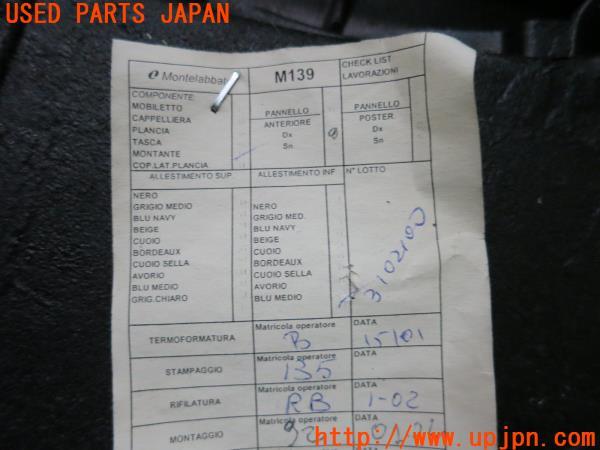 USED PARTS JAPAN
e Montelabbate
M139
CHECK LIST
LAVORAZIONI
COMPONENTE
MOBILETTO
CAPPELLIERA
PLANCIA
TASCA
MONTANTE
COP.LAT.PLANCIA
PANNELLO
ANTERIORE
Dx
Sn
PANNELLO
POSTER
Dx
Sn
ALLESTIMENTO SUP.
ALLESTIMENTO INF
N° LOTTO
NERO
GRIGIO MEDIO
BLU NAVY
BEIGE
CUOIO
BORDEAUX
CUOIO SELLA
AVORIO
BLU MEDIO
GRIG.CHIARO
NERO
GRIGIO MED.
BLU NAVY
BEIGE
CUOIO
BORDEAUX
CUOIO SELLA
AVORIO
BLU MEDIO
3102100
TERMOFORMATURA
Matricola operatore
B
DATA
15/01
STAMPAGGIO
Matricola operatore
135
DATA
RIFILATURA
Matricola operatore
RB
DATA
1-02
MONTAGGIO
Matricola operatore
92
DATA
http://www.upjpn.com